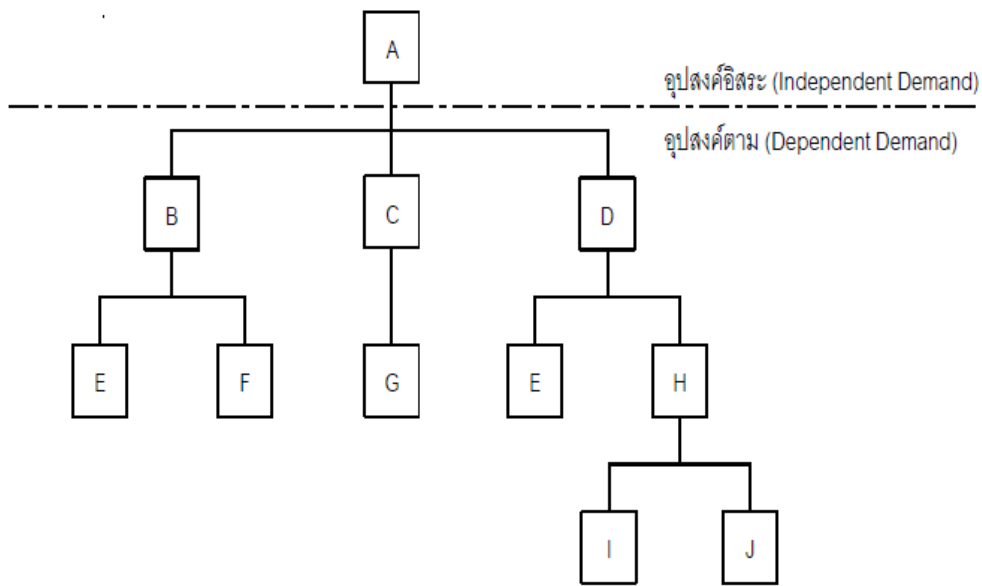 A
อุปสงค์อิสระ (Independent Demand)
อุปสงค์ตาม (Dependent Demand)
B C D
E F G E H
I J